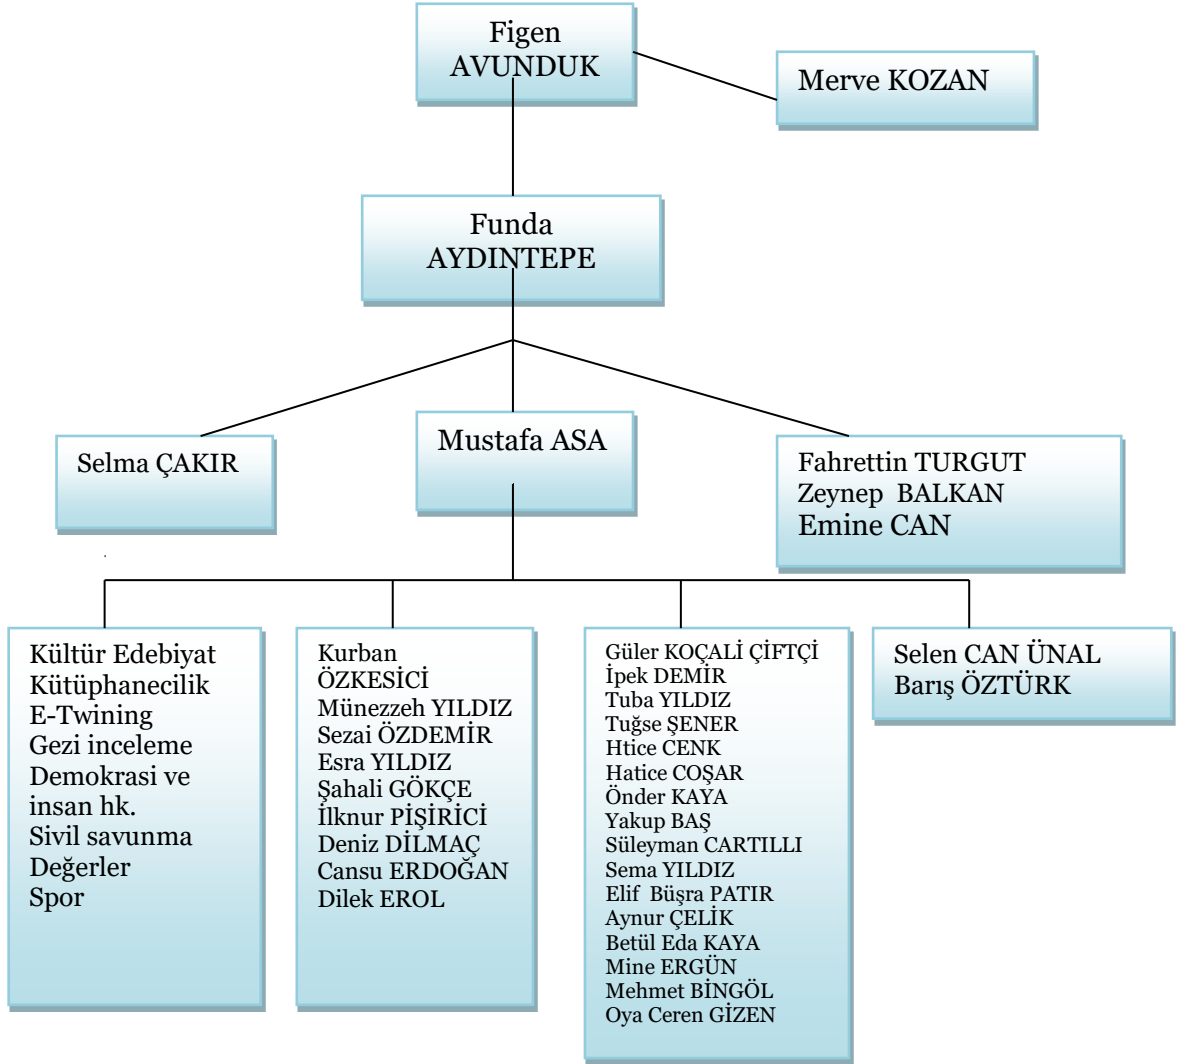 Figen
AVUNDUK
Merve KOZAN
Funda
AYDINTEPE
Selma ÇAKIR
Mustafa ASA
Fahrettin TURGUT
Zeynep BALKAN
Emine CAN
Kültür Edebiyat
Kütüphanecilik
E-Twining
Gezi inceleme
Demokrasi ve
insan hk.
Sivil savunma
Değerler
Spor
Kurban
ÖZKESİCİ
Münezzeh YILDIZ
Sezai ÖZDEMİR
Esra YILDIZ
Şahali GÖKÇE
İlknur PİŞİRİCİ
Deniz DİLMAÇ
Cansu ERDOĞAN
Dilek EROL
Güler KOÇALİ ÇİFTÇİ
İpek DEMİR
Tuba YILDIZ
Tuğse ŞENER
Htice CENK
Hatice COŞAR
Önder KAYA
Yakup BAŞ
Süleyman CARTILLI
Sema YILDIZ
Elif Büşra PATIR
Aynur ÇELİK
Betül Eda KAYA
Mine ERGÜN
Mehmet BİNGÖL
Oya Ceren GİZEN
Selen CAN ÜNAL
Barış ÖZTÜRK